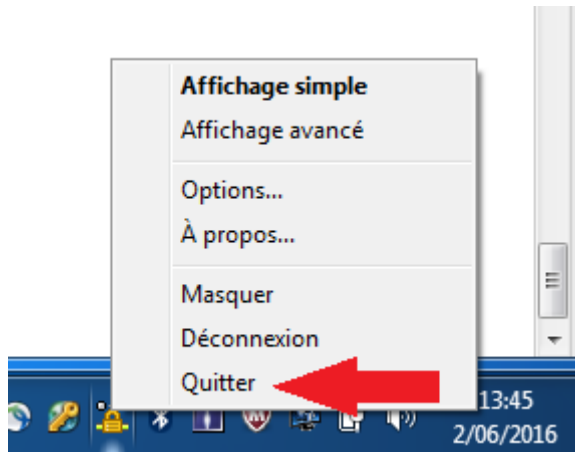 Affichage simple
Affichage avancé
Options...
À propos...
Masquer
Déconnexion
Quitter
13:45
2/06/2016